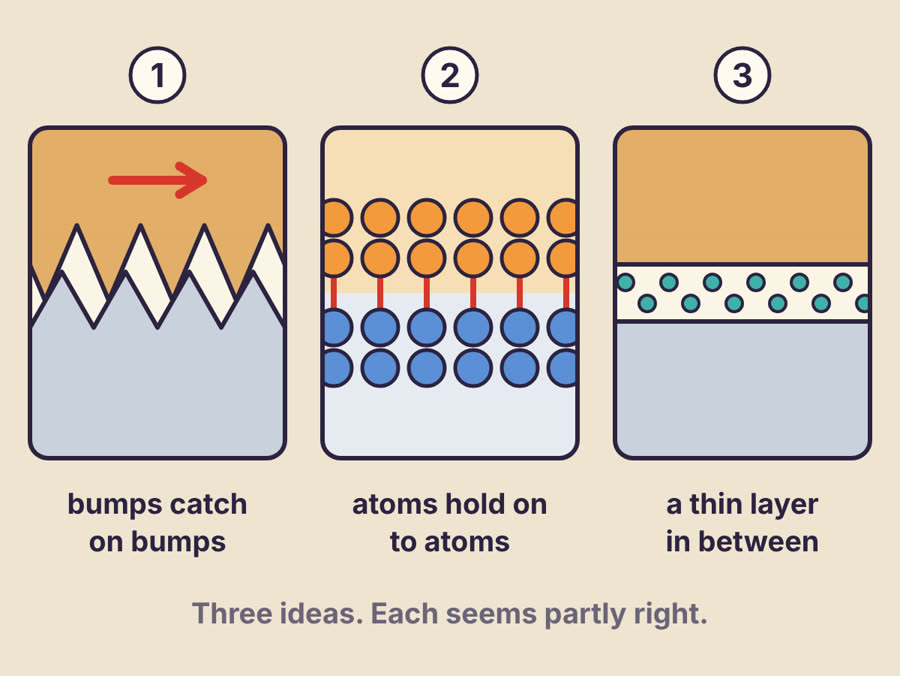 1
2
3
bumps catch
on bumps
atoms hold on
to atoms
a thin layer
in between
Three ideas. Each seems partly right.